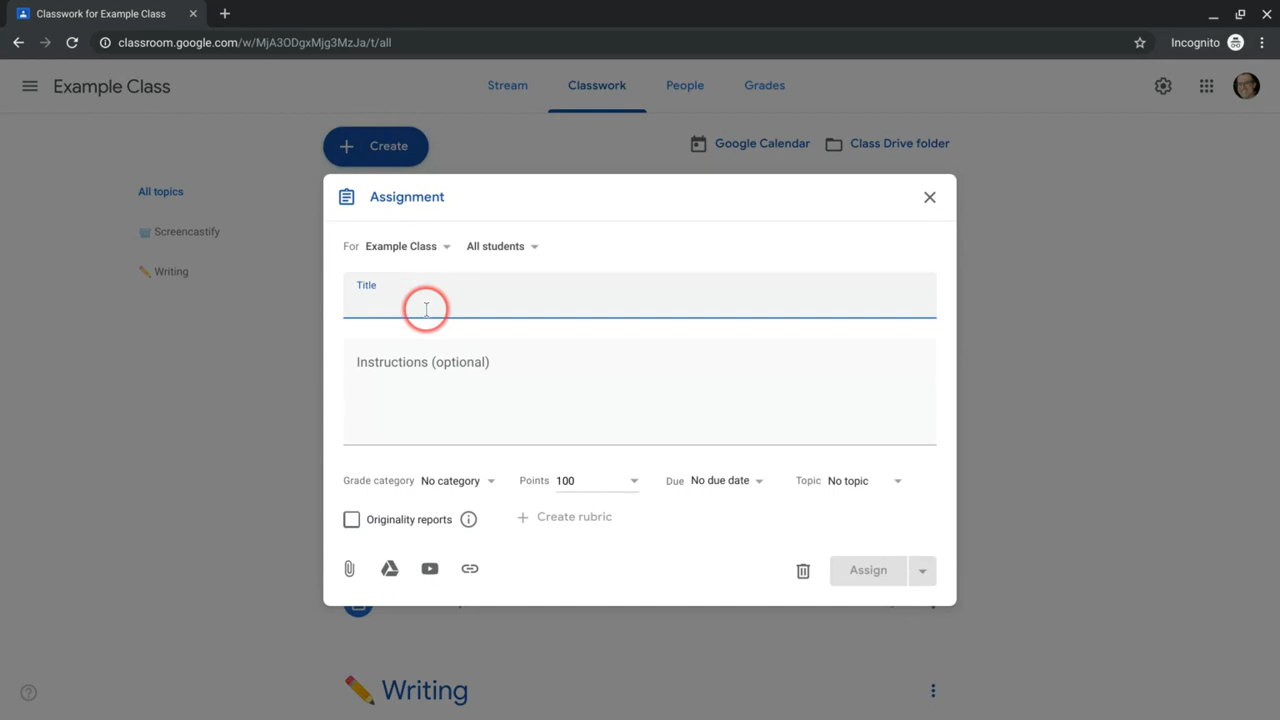 Classwork for Example Class
classroom.google.com/w/MjA3ODgxMjg3MzJa/t/all
Incognito
Example Class
Stream
Classwork
People
Grades
Create
Google Calendar
Class Drive folder
All topics
Screencastify
✏️ Writing
Assignment
For Example Class All students
Title
Instructions (optional)
Grade category No category Points 100 Due No due date Topic No topic
Originality reports
+ Create rubric
Assign
✏️ Writing